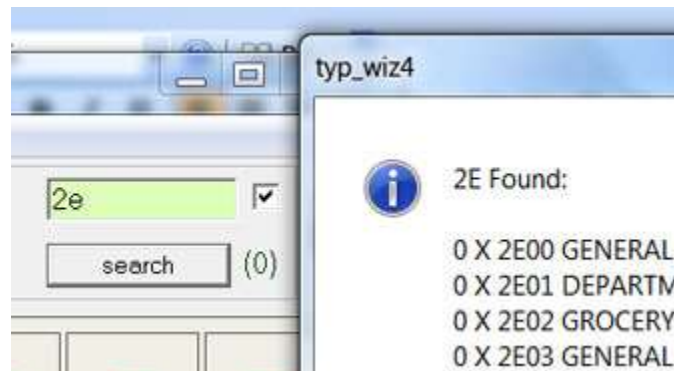 typ_wiz4
2e
search (0)
2E Found:
0 X 2E00 GENERAL
0 X 2E01 DEPARTM
0 X 2E02 GROCERY
0 X 2E03 GENERAL